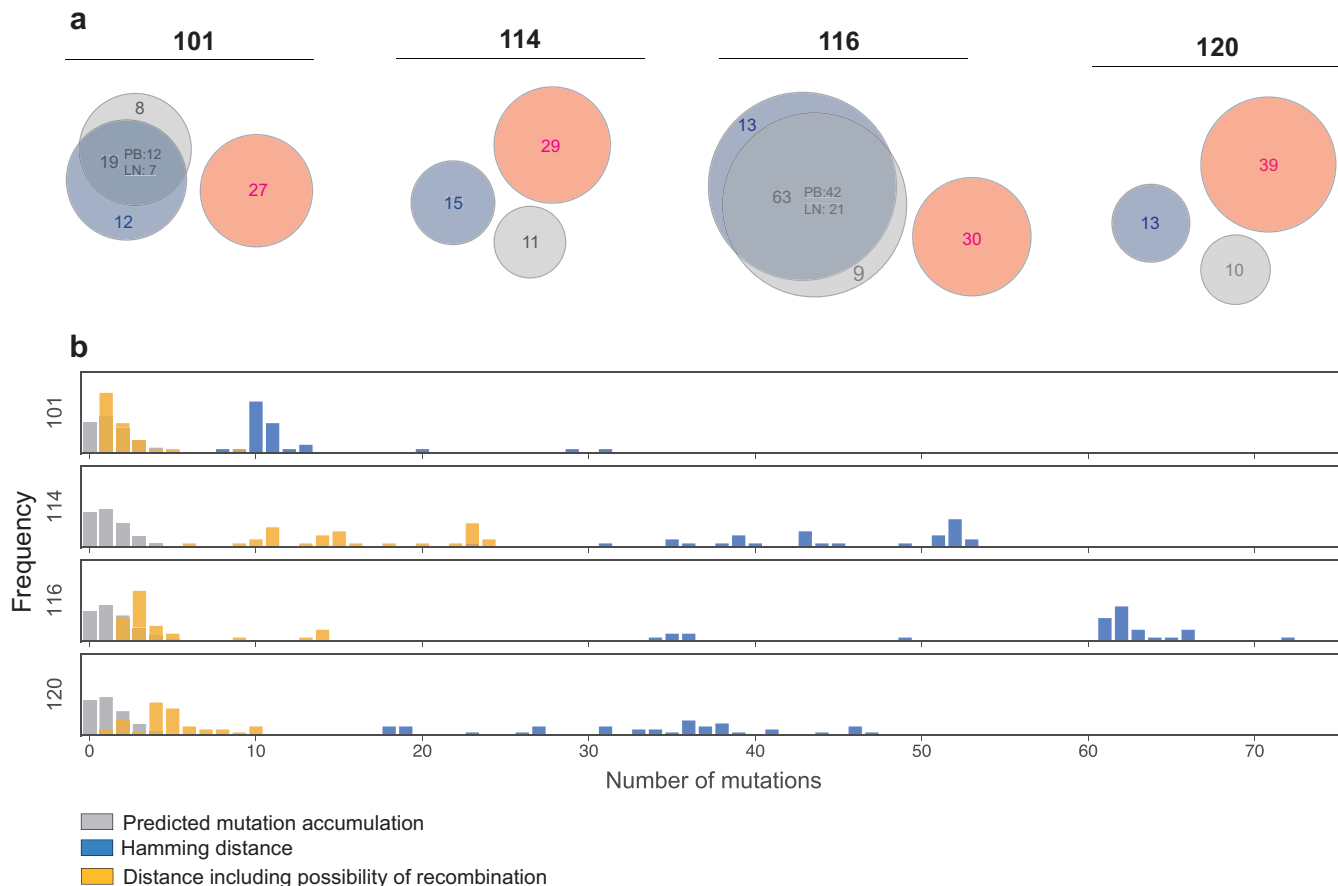 a
101
114
116
120
8
19 PB:12
LN: 7
12
27
29
15
11
13
63 PB:42
LN: 21
9
30
39
13
10
b
Frequency
101
114
116
120
0 10 20 30 40 50 60 70
Number of mutations
Predicted mutation accumulation
Hamming distance
Distance including possibility of recombination